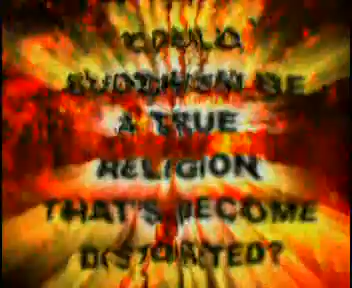 COULD
BUDDHISM BE
A TRUE
RELIGION
THAT'S BECOME
DISTORTED?